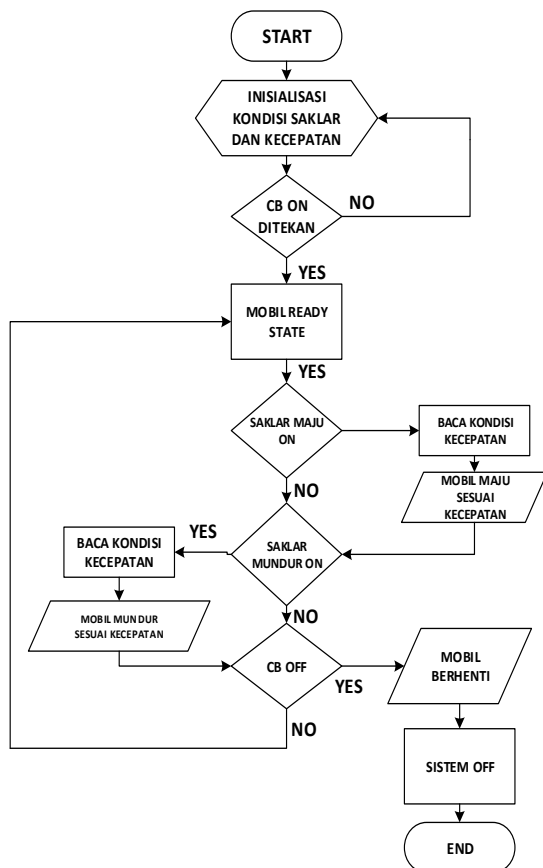 START
INISIALISASI
KONDISI SAKLAR
DAN KECEPATAN
CB ON
DITEKAN
NO
YES
MOBIL READY
STATE
YES
SAKLAR MAJU
ON
BACA KONDISI
KECEPATAN
MOBIL MAJU
SESUAI
KECEPATAN
NO
SAKLAR
MUNDUR ON
YES
BACA KONDISI
KECEPATAN
MOBIL MUNDUR
SESUAI KECEPATAN
NO
CB OFF
YES
MOBIL
BERHENTI
NO
SISTEM OFF
END